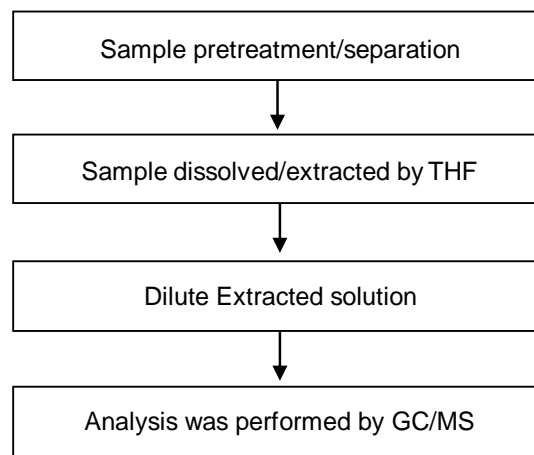 Sample pretreatment/separation
Sample dissolved/extracted by THF
Dilute Extracted solution
Analysis was performed by GC/MS